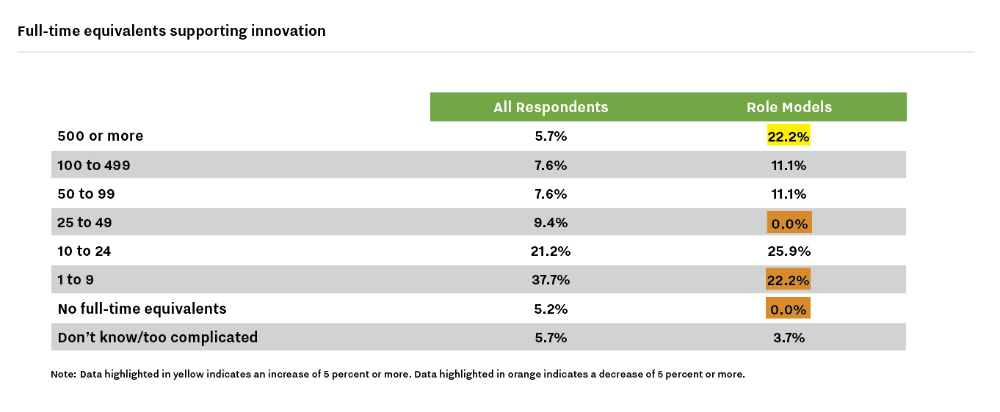 Full-time equivalents supporting innovation
All Respondents Role Models
500 or more 5.7% 22.2%
100 to 499 7.6% 11.1%
50 to 99 7.6% 11.1%
25 to 49 9.4% 0.0%
10 to 24 21.2% 25.9%
1 to 9 37.7% 22.2%
No full-time equivalents 5.2% 0.0%
Don’t know/too complicated 5.7% 3.7%
Note: Data highlighted in yellow indicates an increase of 5 percent or more. Data highlighted in orange indicates a decrease of 5 percent or more.